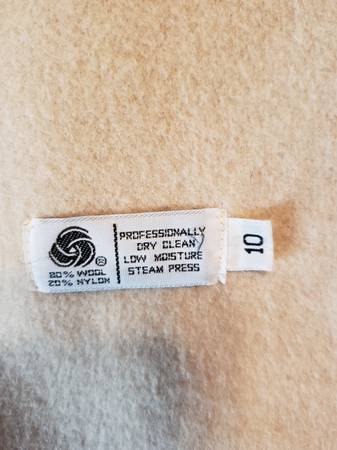 ®
80% WOOL
20% NYLON
PROFESSIONALLY
DRY CLEAN
LOW MOISTURE
STEAM PRESS
10